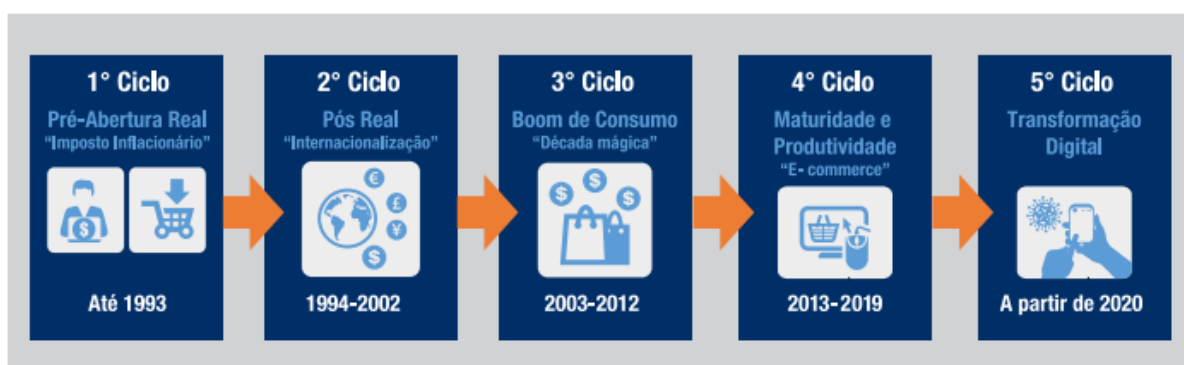 1° Ciclo
Pré-Abertura Real
“Imposto Inflacionário”
$
Até 1993
2° Ciclo
Pós Real
“Internacionalização”
€
£
¥
$
1994-2002
3° Ciclo
Boom de Consumo
“Década mágica”
$
$
$
2003-2012
4° Ciclo
Maturidade e
Produtividade
“E- commerce”
2013-2019
5° Ciclo
Transformação
Digital
A partir de 2020